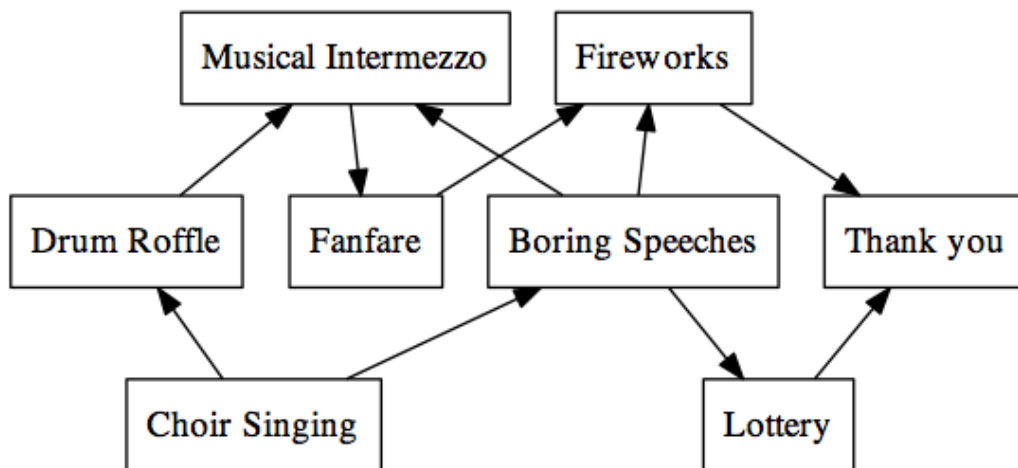 Musical Intermezzo
Fireworks
Drum Roffle
Fanfare
Boring Speeches
Thank you
Choir Singing
Lottery